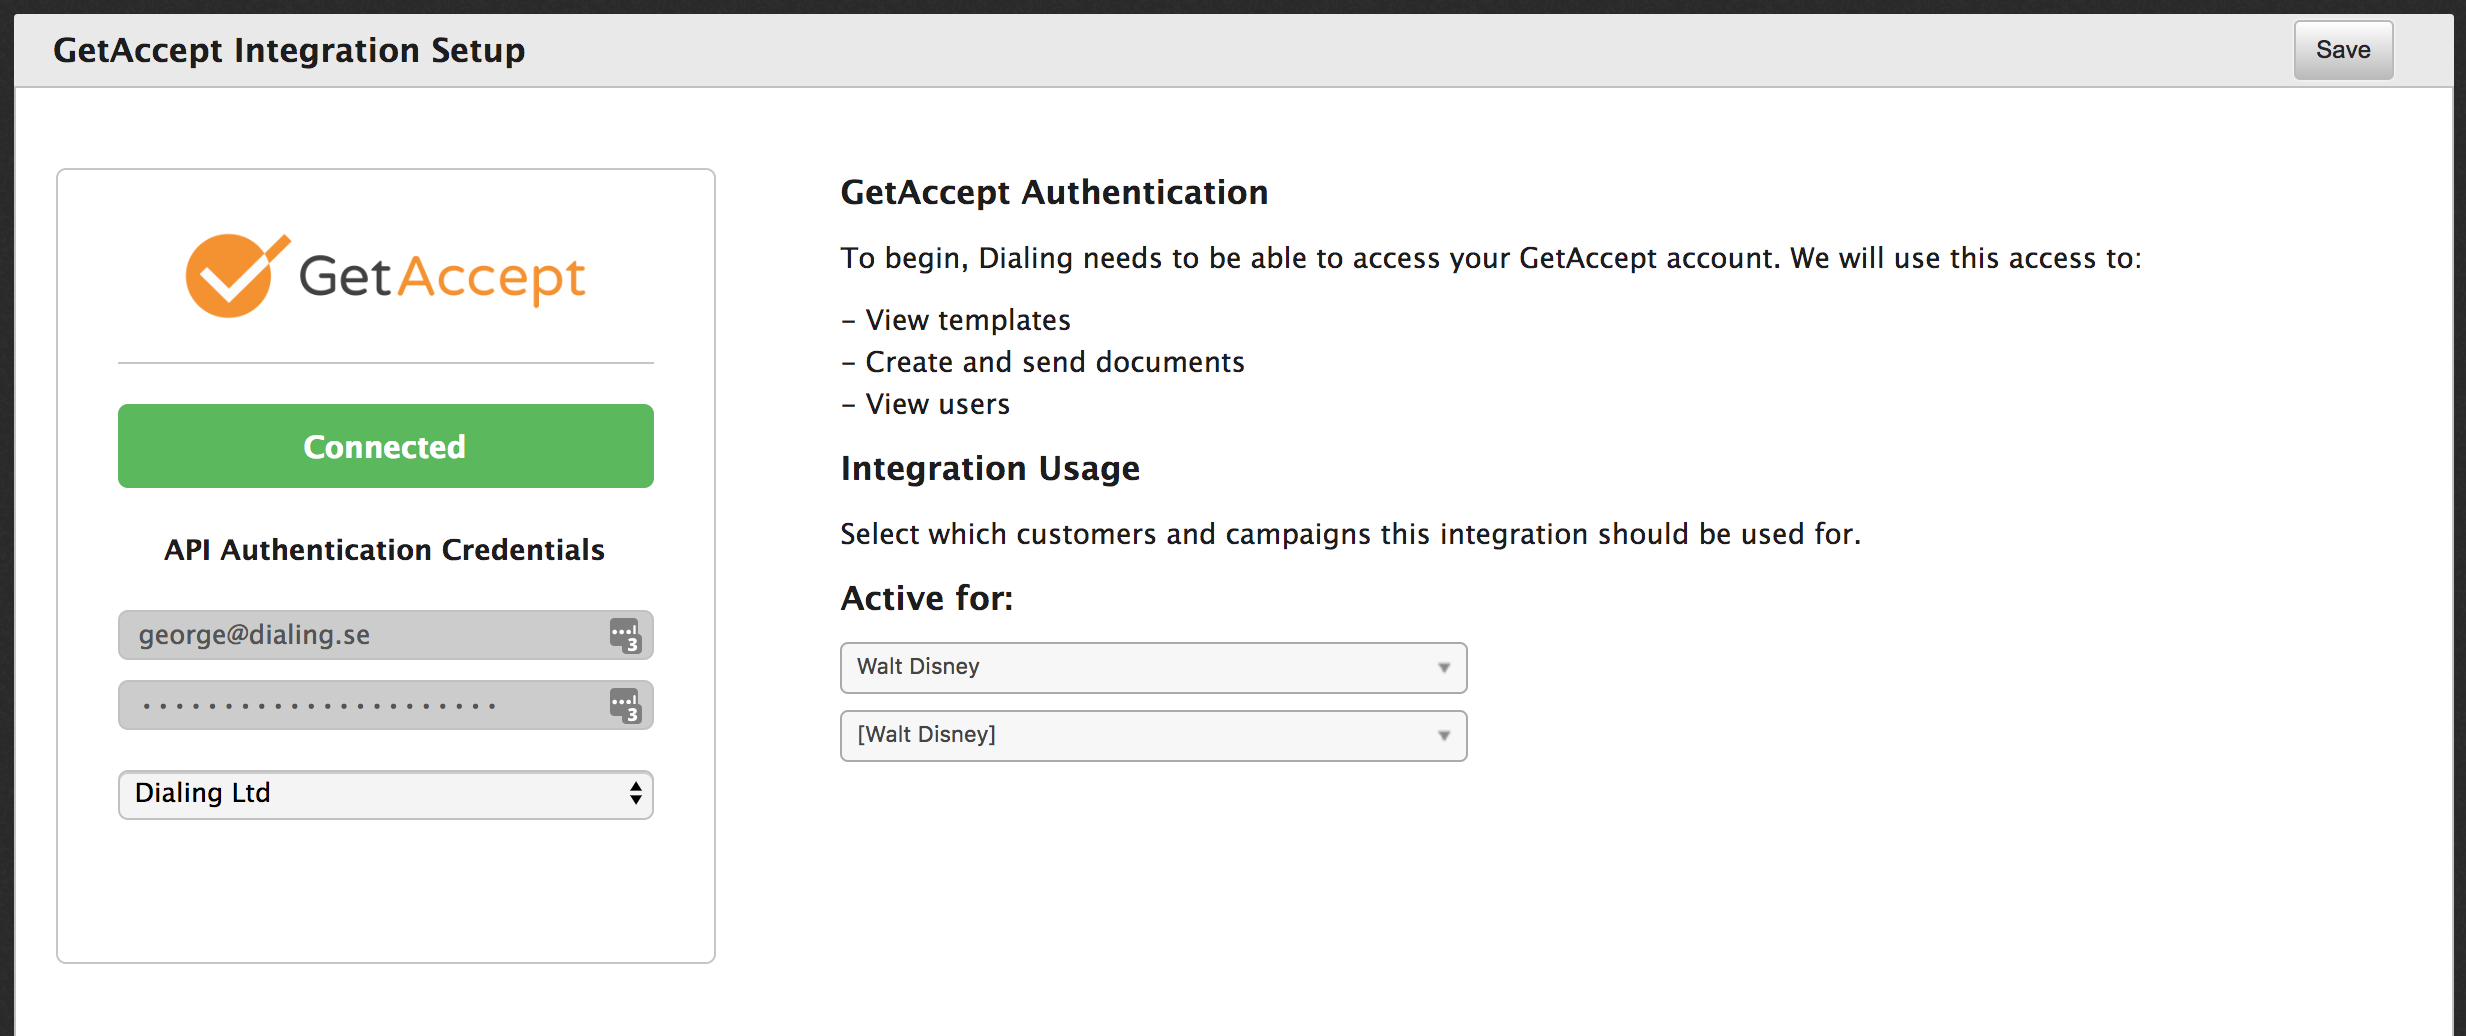 GetAccept Integration Setup
Save
GetAccept
Connected
API Authentication Credentials
george@dialing.se
3
3
Dialing Ltd
GetAccept Authentication
To begin, Dialing needs to be able to access your GetAccept account. We will use this access to:
– View templates
– Create and send documents
– View users
Integration Usage
Select which customers and campaigns this integration should be used for.
Active for:
Walt Disney
[Walt Disney]